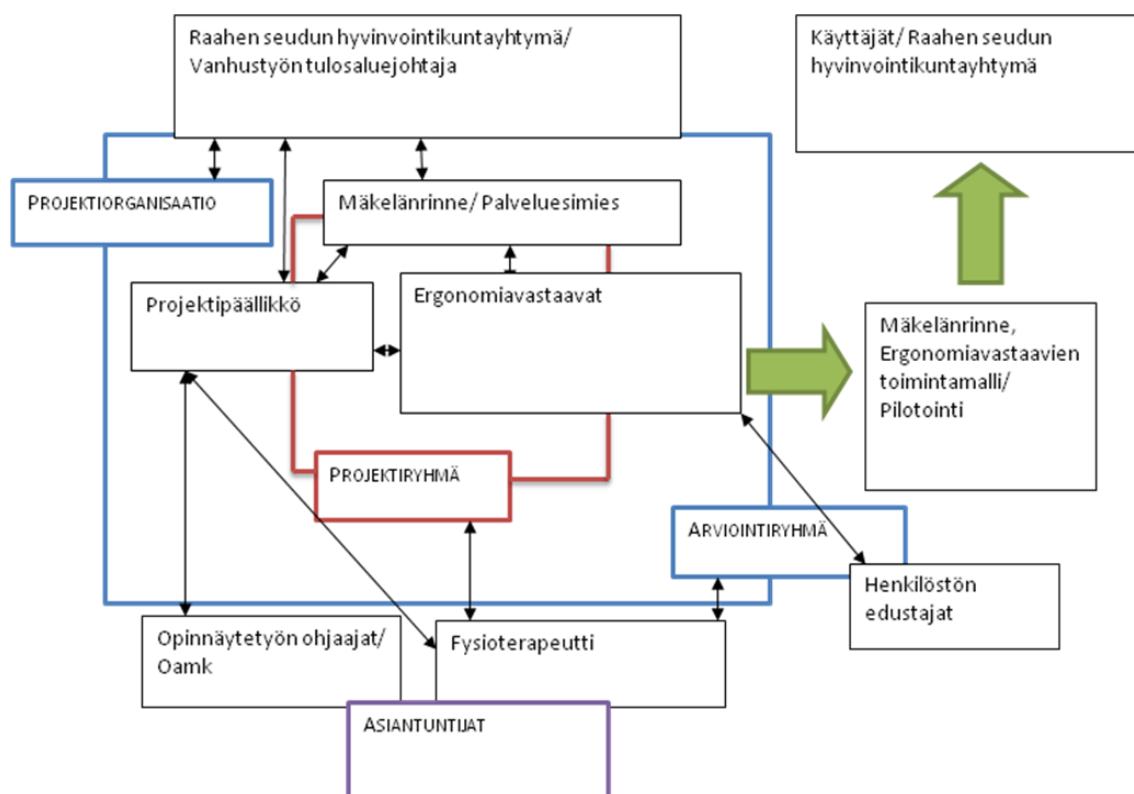 Raahen seudun hyvinvointikuntayhtymä/
Vanhustyön tulosaluejohtaja
Käyttäjät/ Raahen seudun
hyvinvointikuntayhtymä
PROJEKTIORGANISAATIO
Mäkelänrinne/ Palveluesimies
Projektipäällikkö
Ergonomiavastaavat
Mäkelänrinne,
Ergonomiavastaavien
toimintamalli/
Pilotointi
PROJEKTIRYHMÄ
ARVIOINTIRYHMÄ
Henkilöstön
edustajat
Opinnäytetyön ohjaajat/
Oamk
Fysioterapeutti
ASIANTUNTIJAT